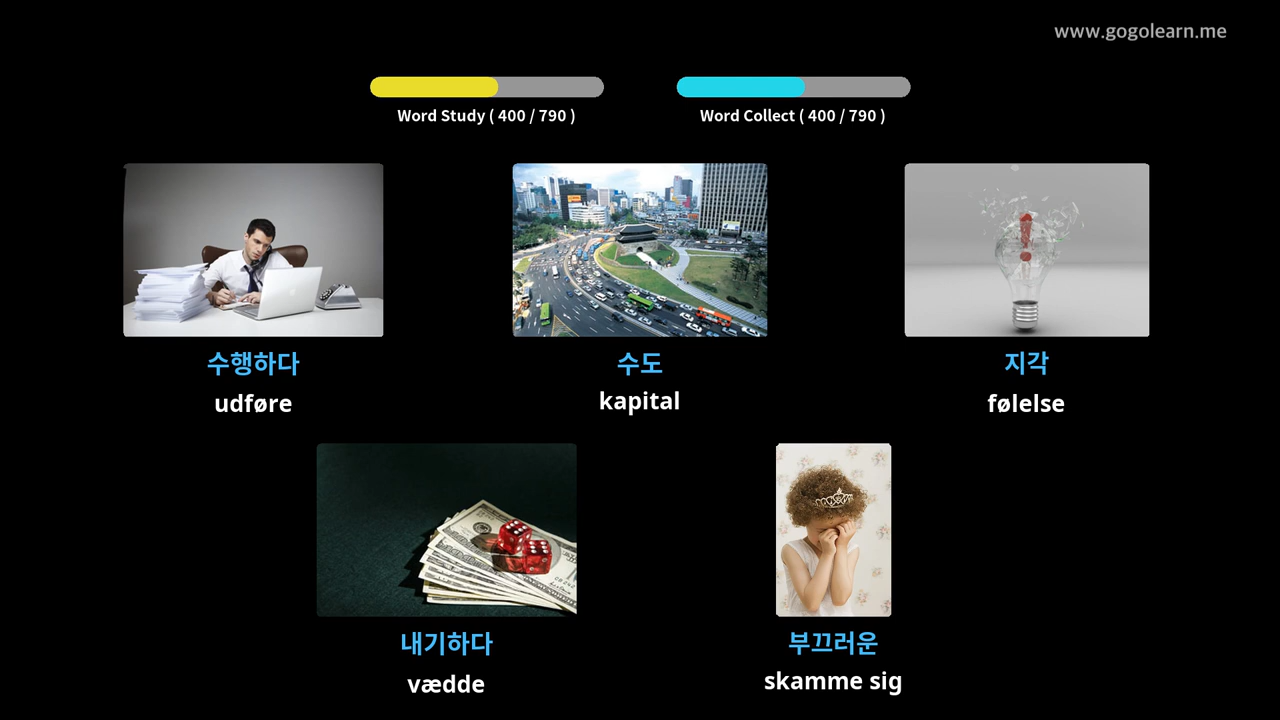 www.gogolearn.me
Word Study ( 400 / 790 )
Word Collect ( 400 / 790 )
수행하다
udføre
수도
kapital
지각
følelse
내기하다
vædde
부끄러운
skamme sig